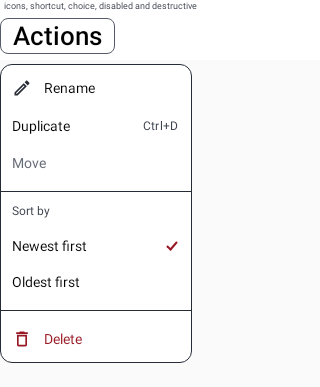 icons, shortcut, choice, disabled and destructive
Actions
Rename
Duplicate Ctrl+D
Move
Sort by
Newest first
Oldest first
Delete